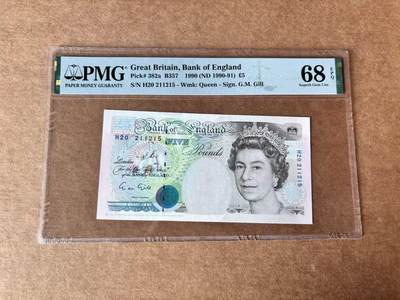 PMG
PAPER MONEY GUARANTY
Great Britain, Bank of England
Pick# 382a B357 1990 (ND 1990-91) £5
S/N H20 211215 - Wmk: Queen - Sign. G.M. Gill
68 EPQ
Superb Gem Unc
Bank of England
H20 211215
FIVE
Pounds
London
H20 211215